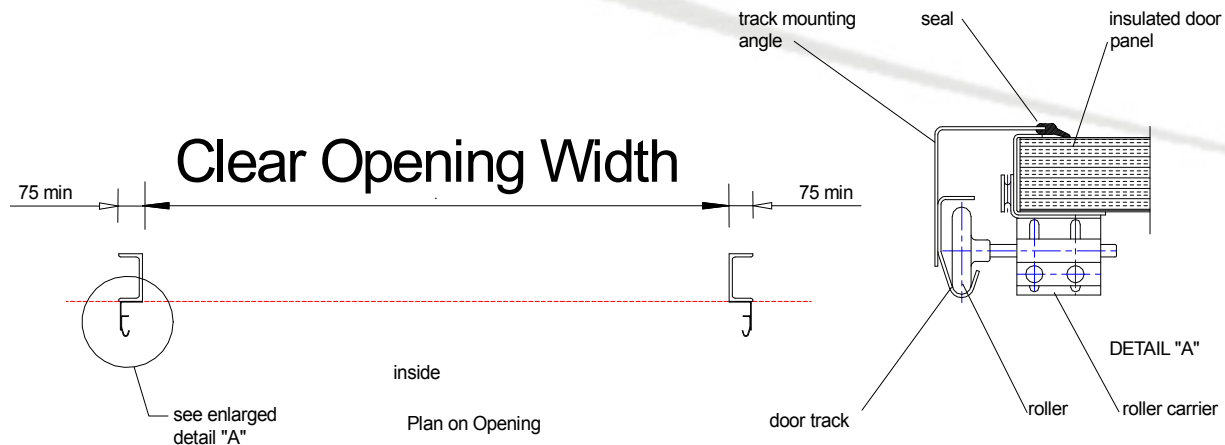 Clear Opening Width
75 min
75 min
see enlarged
detail "A"
inside
Plan on Opening
track mounting
angle
seal
insulated door
panel
DETAIL "A"
door track
roller
roller carrier